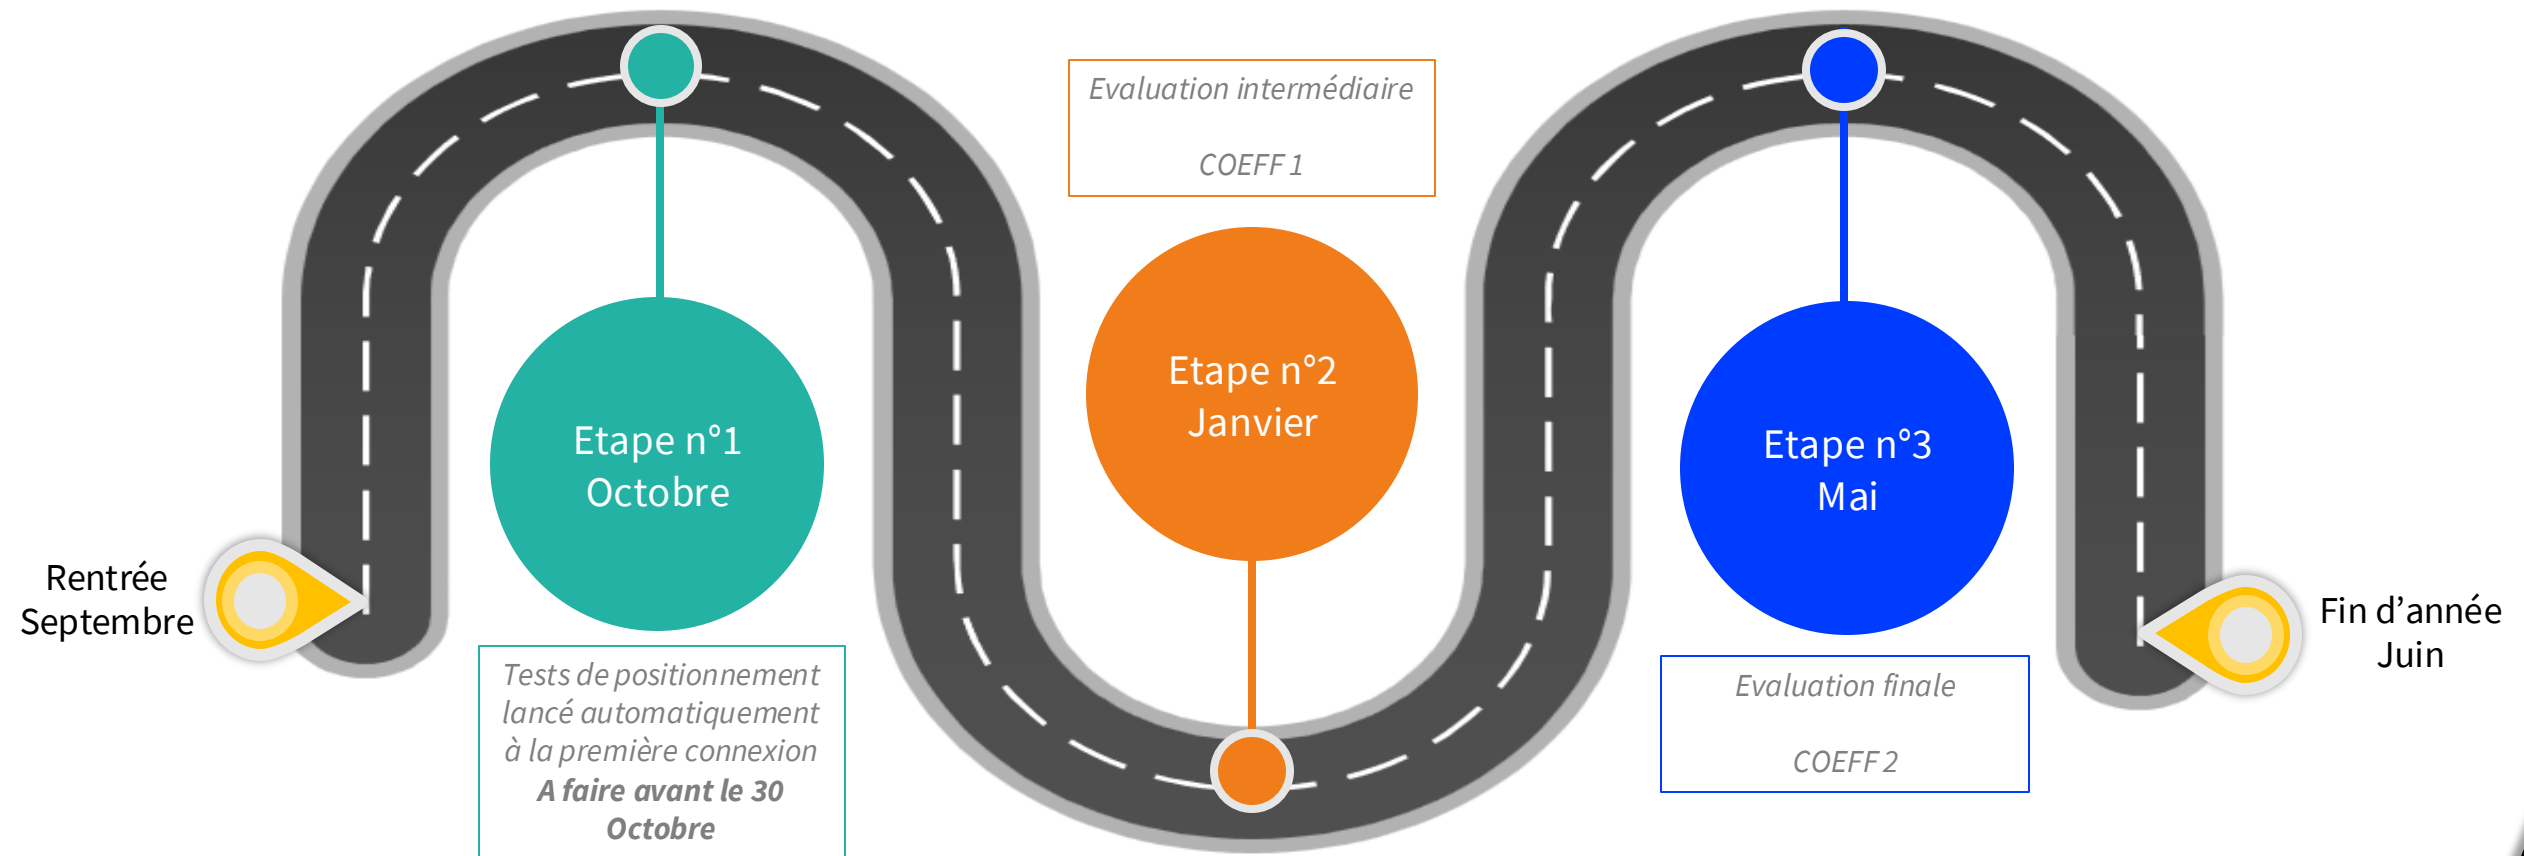 Rentrée
Septembre
Etape n°1
Octobre
Tests de positionnement
lancé automatiquement
à la première connexion
A faire avant le 30
Octobre
Evaluation intermédiaire
COEFF 1
Etape n°2
Janvier
Etape n°3
Mai
Evaluation finale
COEFF 2
Fin d’année
Juin